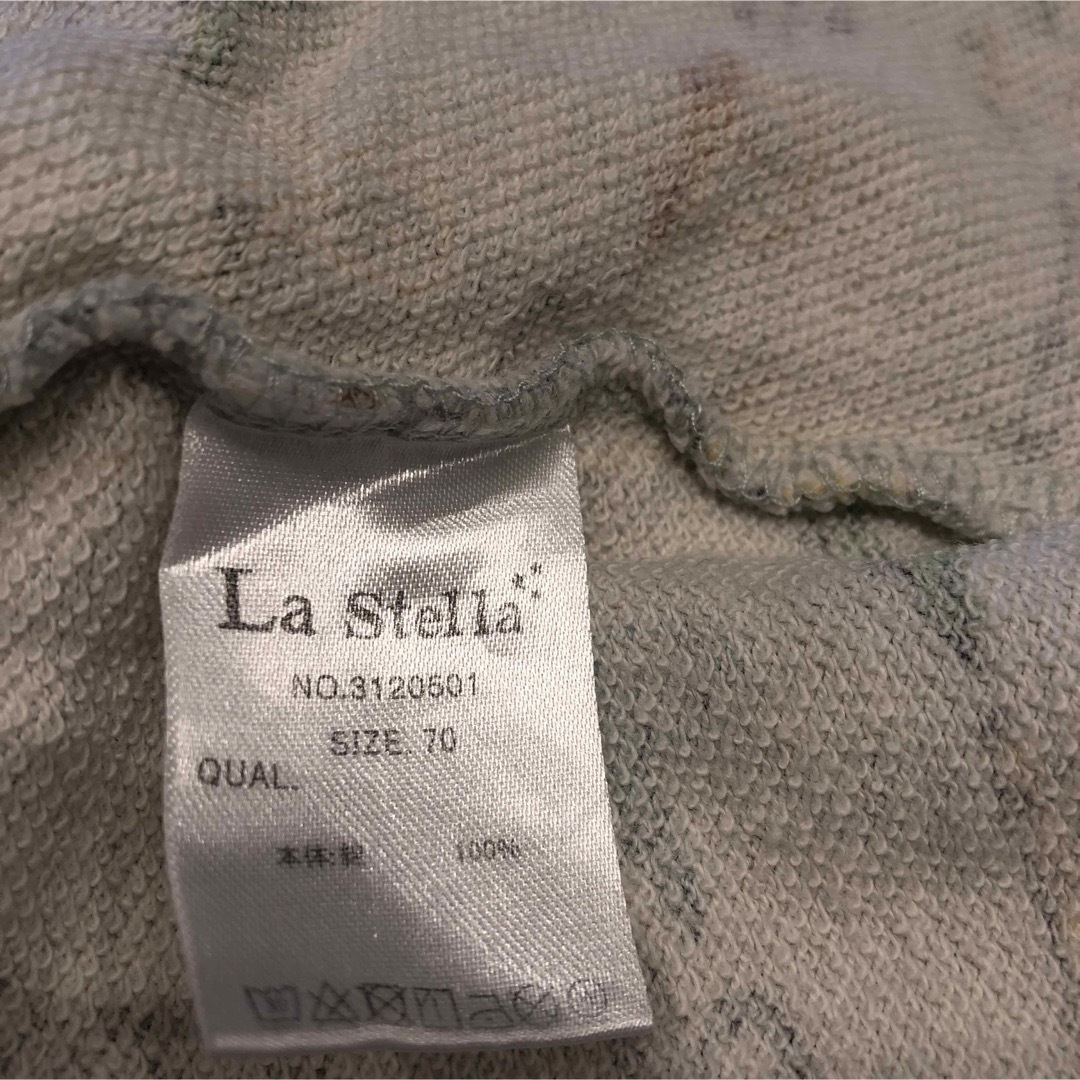 La Stella
NO.3120501
SIZE. 70
QUAL.
本体:綿 100%